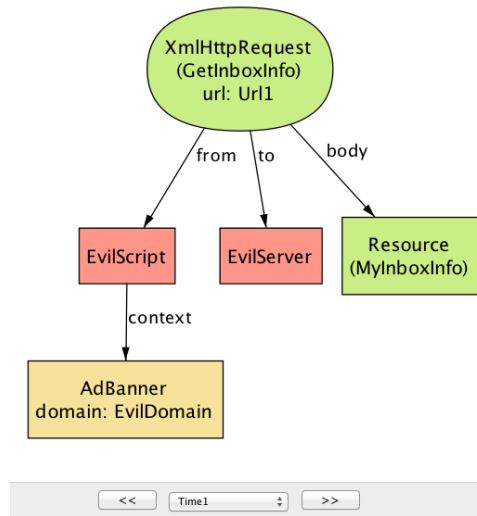 XmlHttpRequest
(GetInboxInfo)
url: Url1
from
to
body
EvilScript
EvilServer
Resource
(MyInboxInfo)
context
AdBanner
domain: EvilDomain
<<
Time1
>>